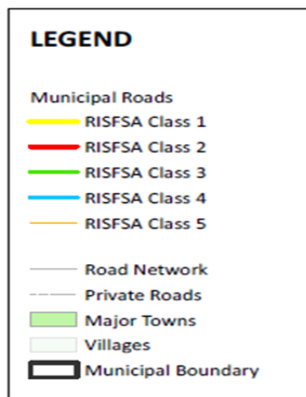 LEGEND
Municipal Roads
RISFSA Class 1
RISFSA Class 2
RISFSA Class 3
RISFSA Class 4
RISFSA Class 5
Road Network
Private Roads
Major Towns
Villages
Municipal Boundary